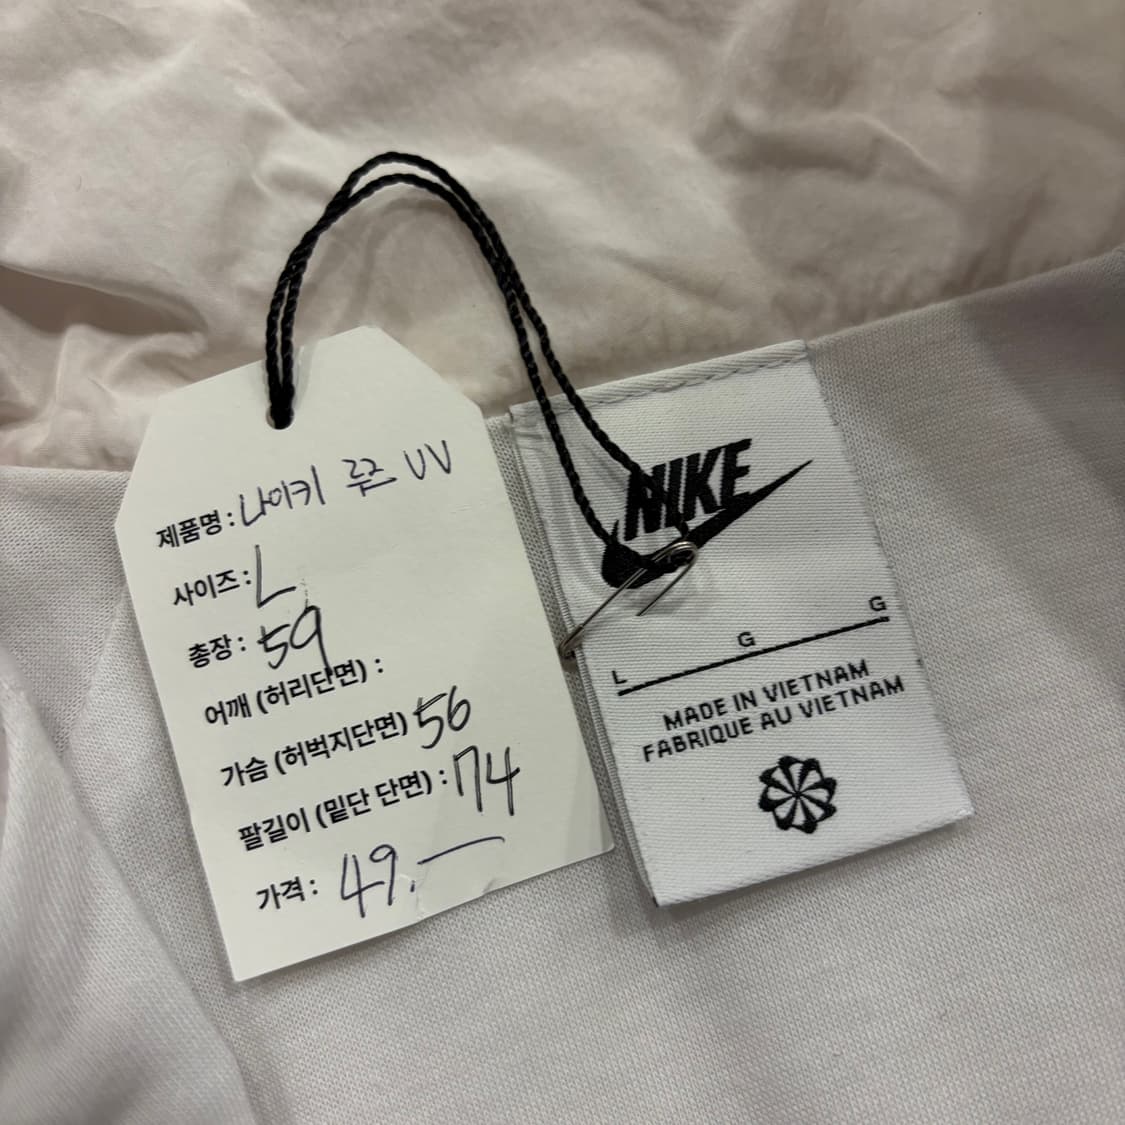 제품명 : 나이키 루즈 UV
사이즈 : L
총장 : 59
어깨 (허리단면) :
가슴 (허벅지단면) 56
팔길이 (밑단 단면) : 74
가격 : 49.—
NIKE
L G G
MADE IN VIETNAM
FABRIQUE AU VIETNAM